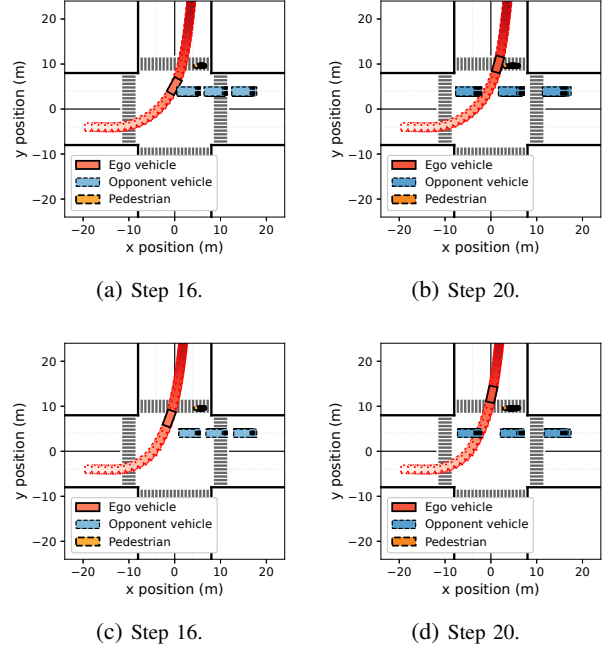 20
10
0
−10
−20
y position (m)
Ego vehicle
Opponent vehicle
Pedestrian
−20 −10 0 10 20
x position (m)
(a) Step 16.
20
10
0
−10
−20
y position (m)
Ego vehicle
Opponent vehicle
Pedestrian
−20 −10 0 10 20
x position (m)
(b) Step 20.
20
10
0
−10
−20
y position (m)
Ego vehicle
Opponent vehicle
Pedestrian
−20 −10 0 10 20
x position (m)
(c) Step 16.
20
10
0
−10
−20
y position (m)
Ego vehicle
Opponent vehicle
Pedestrian
−20 −10 0 10 20
x position (m)
(d) Step 20.